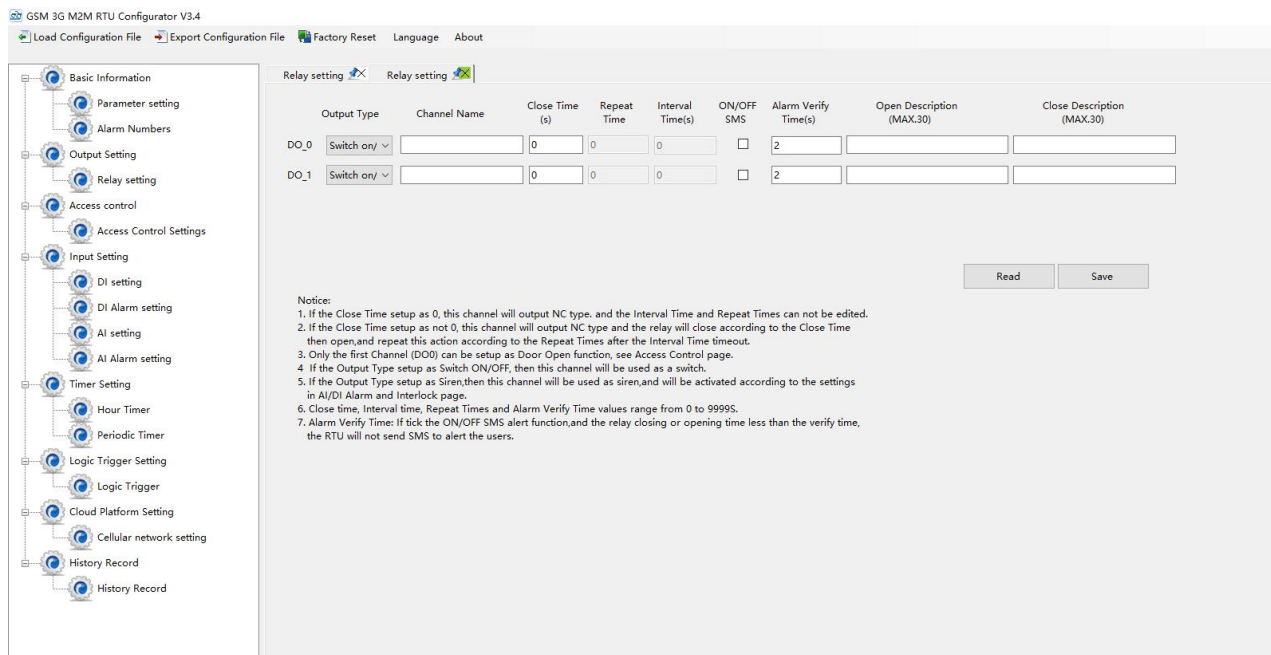 GSM 3G M2M RTU Configurator V3.4
Load Configuration File Export Configuration File Factory Reset Language About
Basic Information
Parameter setting
Alarm Numbers
Output Setting
Relay setting
Access control
Access Control Settings
Input Setting
DI setting
DI Alarm setting
AI setting
AI Alarm setting
Timer Setting
Hour Timer
Periodic Timer
Logic Trigger Setting
Logic Trigger
Cloud Platform Setting
Cellular network setting
History Record
History Record
Relay setting Relay setting
Output Type Channel Name Close Time (s) Repeat Time Interval Time(s) ON/OFF SMS Alarm Verify Time(s) Open Description (MAX.30) Close Description (MAX.30)
DO_0 Switch on/ 0 0 0 2
DO_1 Switch on/ 0 0 0 2
Read Save
Notice:
1. If the Close Time setup as 0, this channel will output NC type. and the Interval Time and Repeat Times can not be edited.
2. If the Close Time setup as not 0, this channel will output NC type and the relay will close according to the Close Time
then open,and repeat this action according to the Repeat Times after the Interval Time timeout.
3. Only the first Channel (DO0) can be setup as Door Open function, see Access Control page.
4 If the Output Type setup as Switch ON/OFF, then this channel will be used as a switch.
5. If the Output Type setup as Siren,then this channel will be used as siren,and will be activated according to the settings
in AI/DI Alarm and Interlock page.
6. Close time, Interval time, Repeat Times and Alarm Verify Time values range from 0 to 9999S.
7. Alarm Verify Time: If tick the ON/OFF SMS alert function,and the relay closing or opening time less than the verify time,
the RTU will not send SMS to alert the users.